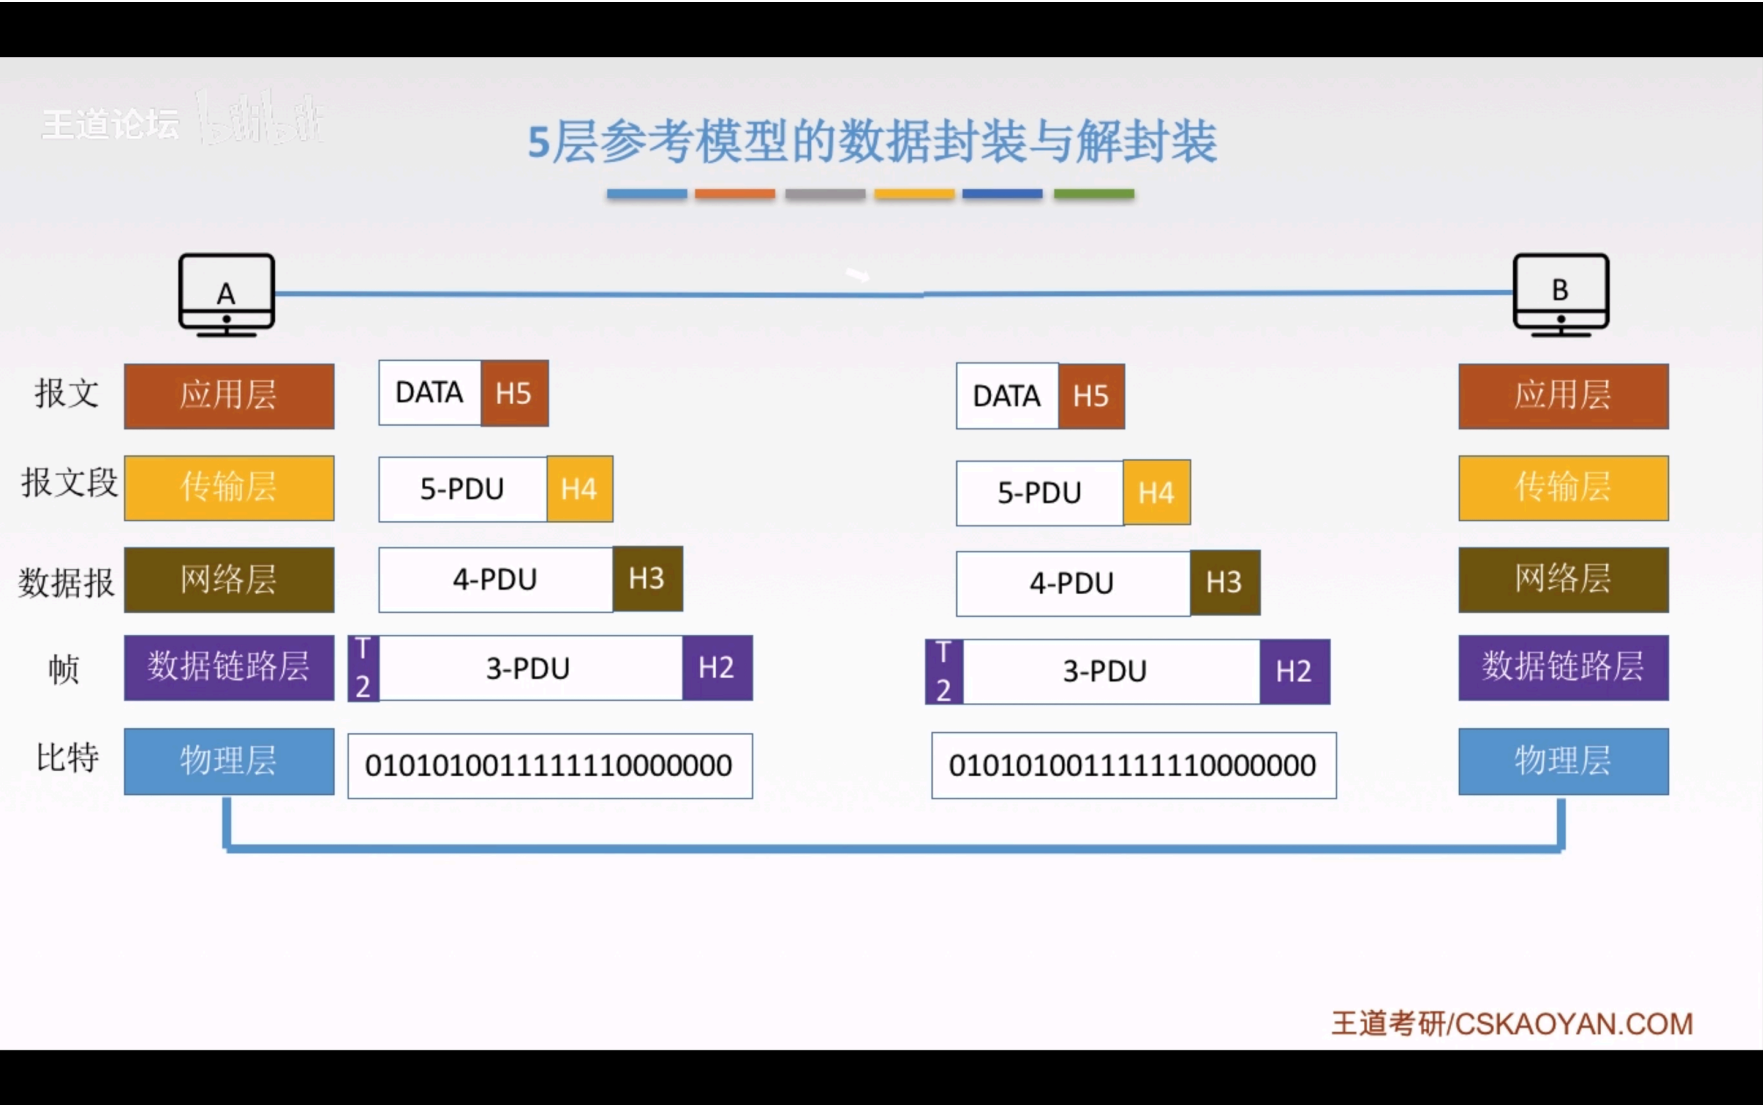 王道论坛 bilibili
5层参考模型的数据封装与解封装
A
B
报文 应用层 DATA H5 DATA H5 应用层
报文段 传输层 5-PDU H4 5-PDU H4 传输层
数据报 网络层 4-PDU H3 4-PDU H3 网络层
帧 数据链路层 T2 3-PDU H2 T2 3-PDU H2 数据链路层
比特 物理层 0101010011111110000000 0101010011111110000000 物理层
王道考研/CSKAOYAN.COM